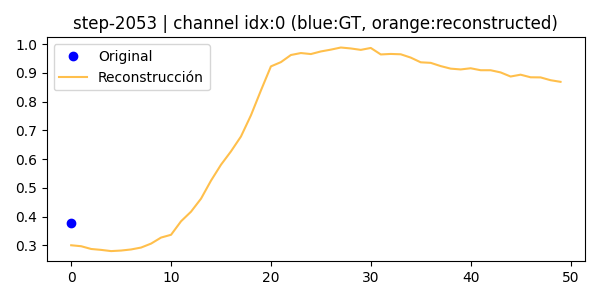 step-2053 | channel idx:0 (blue:GT, orange:reconstructed)
Original
Reconstrucción
1.0
0.9
0.8
0.7
0.6
0.5
0.4
0.3
0 10 20 30 40 50